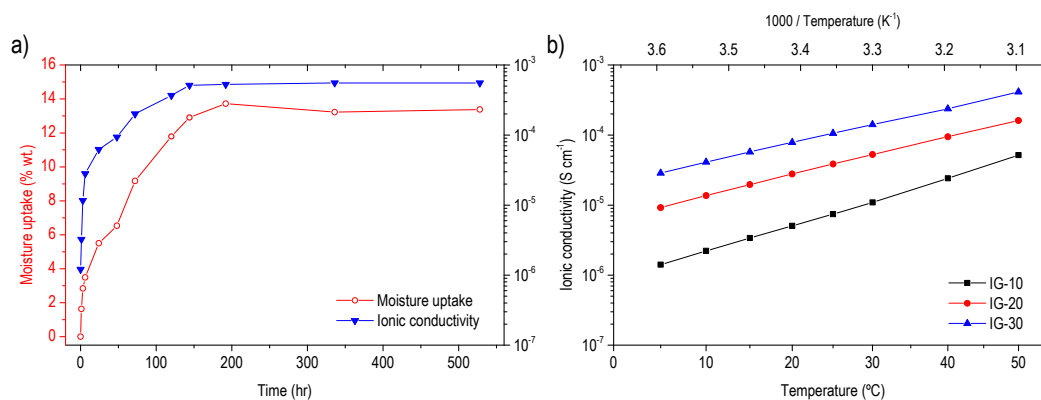 a)
Moisture uptake (% wt.)
16
14
12
10
8
6
4
2
0
10⁻³
10⁻⁴
10⁻⁵
10⁻⁶
10⁻⁷
Moisture uptake
Ionic conductivity
0 100 200 300 400 500
Time (hr)
b)
1000 / Temperature (K⁻¹)
3.6 3.5 3.4 3.3 3.2 3.1
Ionic conductivity (S cm⁻¹)
10⁻³
10⁻⁴
10⁻⁵
10⁻⁶
10⁻⁷
IG-10
IG-20
IG-30
0 10 20 30 40 50
Temperature (ºC)